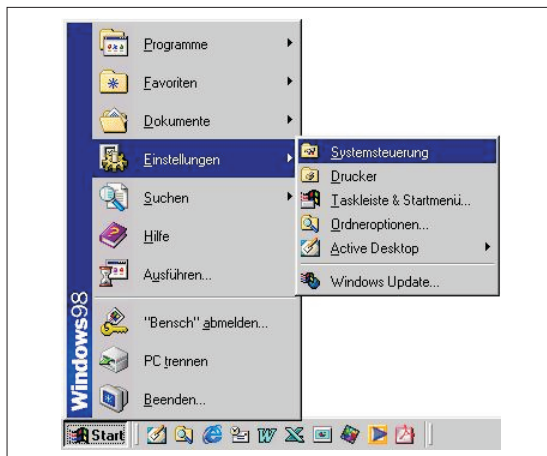 Programme
Favoriten
Dokumente
Einstellungen
Suchen
Hilfe
Ausführen...
"Bensch" abmelden...
PC trennen
Beenden...
Systemsteuerung
Drucker
Taskleiste & Startmenü...
Ordneroptionen...
Active Desktop
Windows Update...
Windows98
Start